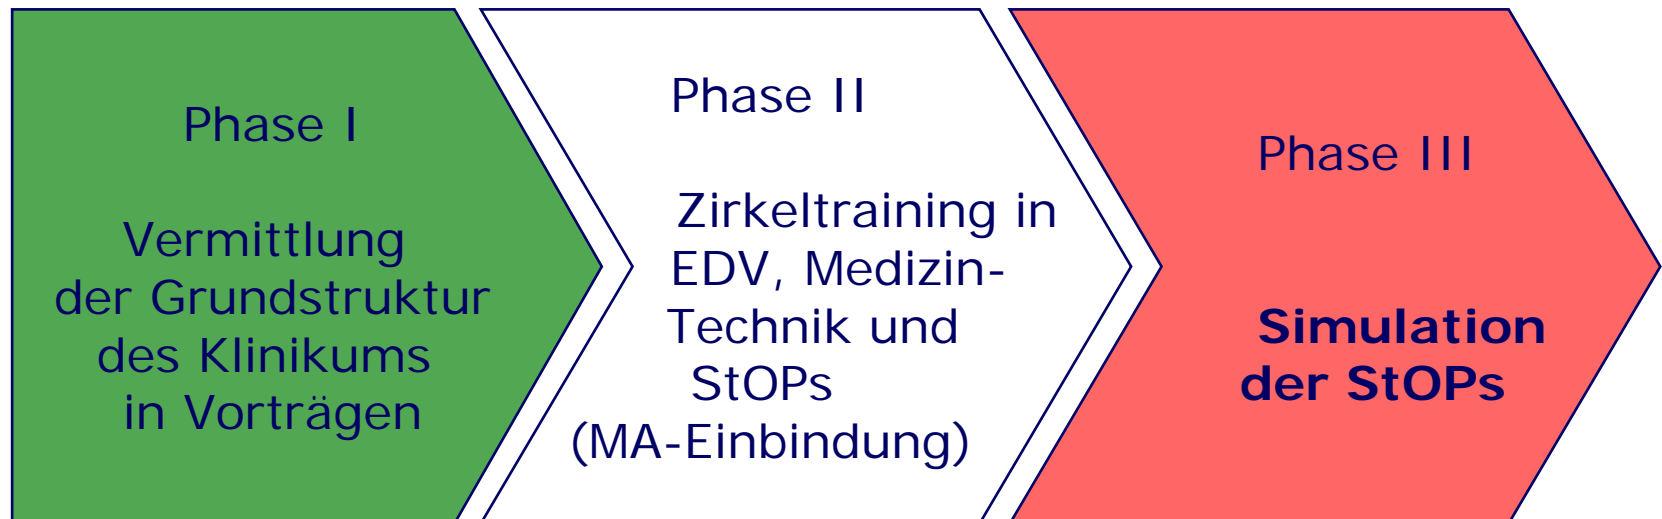 Phase I
Vermittlung
der Grundstruktur
des Klinikums
in Vorträgen
Phase II
Zirkeltraining in
EDV, Medizin-
Technik und
StOPs
(MA-Einbindung)
Phase III
Simulation
der StOPs